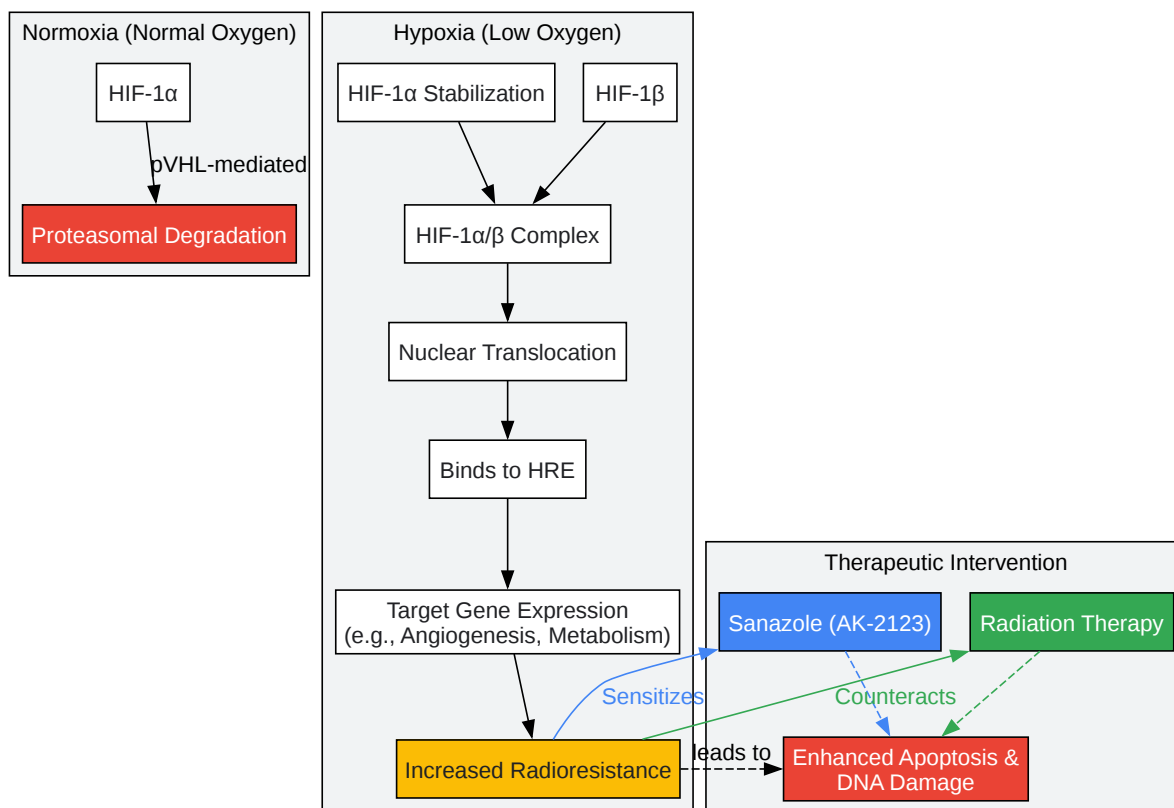 Normoxia (Normal Oxygen)
HIF-1α
pVHL-mediated
Proteasomal Degradation
Hypoxia (Low Oxygen)
HIF-1α Stabilization
HIF-1β
HIF-1α/β Complex
Nuclear Translocation
Binds to HRE
Target Gene Expression
(e.g., Angiogenesis, Metabolism)
Increased Radioresistance
Sensitizes
Counteracts
leads to
Therapeutic Intervention
Sanazole (AK-2123)
Radiation Therapy
Enhanced Apoptosis &
DNA Damage